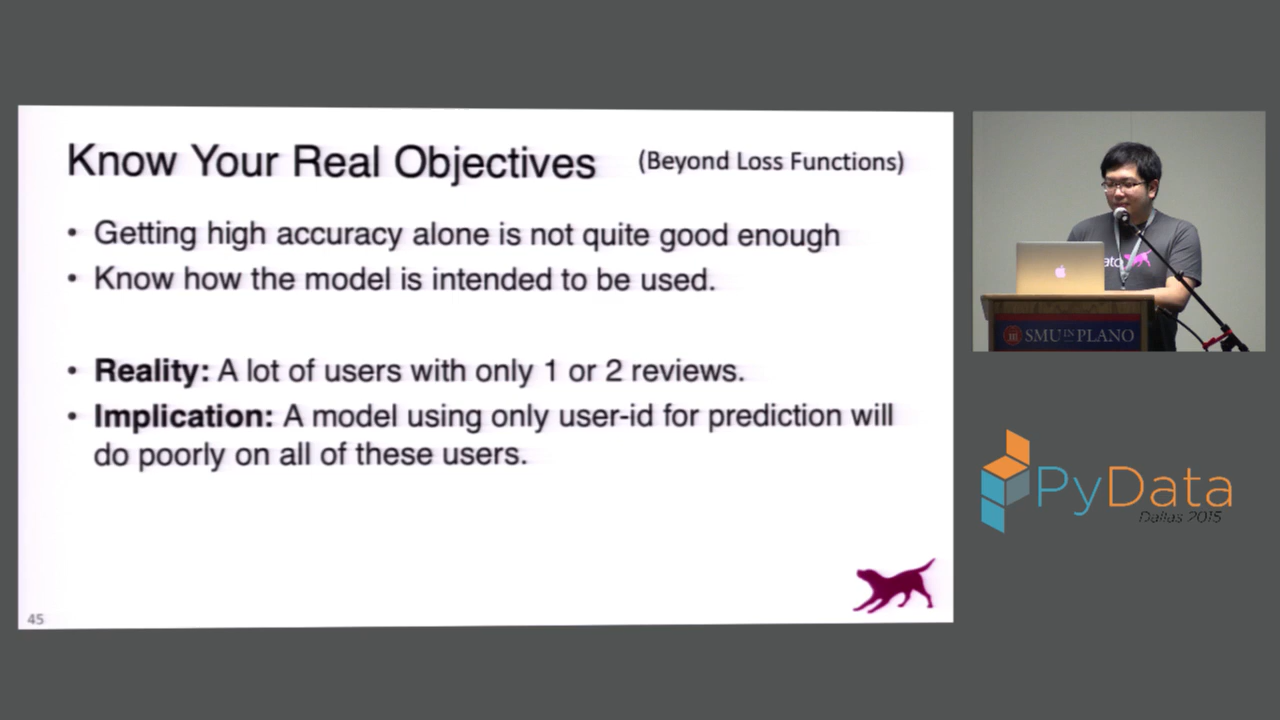 Know Your Real Objectives (Beyond Loss Functions)
• Getting high accuracy alone is not quite good enough
• Know how the model is intended to be used.
• Reality: A lot of users with only 1 or 2 reviews.
• Implication: A model using only user-id for prediction will
do poorly on all of these users.
45
ato
SMU IN PLANO
PyData
Dallas 2015